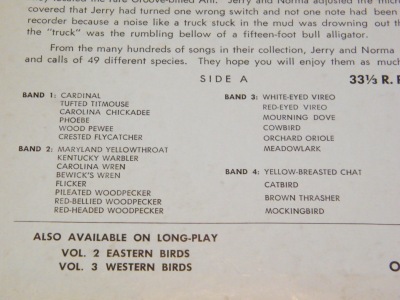 covered that Jerry had turned one wrong switch and not one note had been
recorder because a noise like a truck stuck in the mud was drowning out th
the "truck" was the rumbling bellow of a fifteen-foot bull alligator.
From the many hundreds of songs in their collection, Jerry and Norma
and calls of 49 different species. They hope you will enjoy them as muc
SIDE A 33⅓ R.
BAND 1: CARDINAL
TUFTED TITMOUSE
CAROLINA CHICKADEE
PHOEBE
WOOD PEWEE
CRESTED FLYCATCHER
BAND 2: MARYLAND YELLOWTHROAT
KENTUCKY WARBLER
CAROLINA WREN
BEWICK'S WREN
FLICKER
PILEATED WOODPECKER
RED-BELLIED WOODPECKER
RED-HEADED WOODPECKER
BAND 3: WHITE-EYED VIREO
RED-EYED VIREO
MOURNING DOVE
COWBIRD
ORCHARD ORIOLE
MEADOWLARK
BAND 4: YELLOW-BREASTED CHAT
CATBIRD
BROWN THRASHER
MOCKINGBIRD
ALSO AVAILABLE ON LONG-PLAY
VOL. 2 EASTERN BIRDS
VOL. 3 WESTERN BIRDS